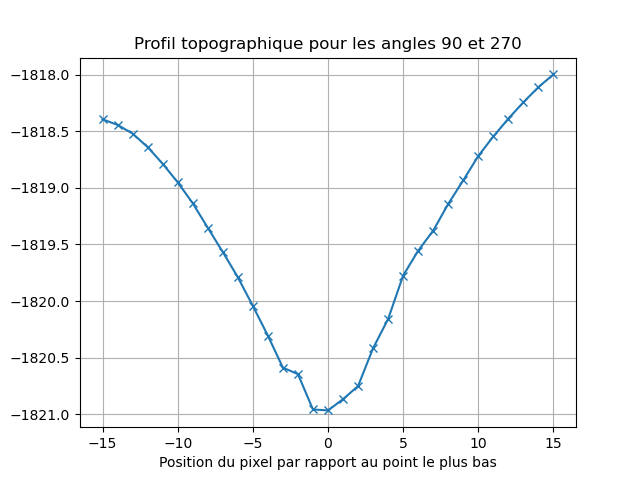 Profil topographique pour les angles 90 et 270
−1818.0
−1818.5
−1819.0
−1819.5
−1820.0
−1820.5
−1821.0
−15 −10 −5 0 5 10 15
Position du pixel par rapport au point le plus bas